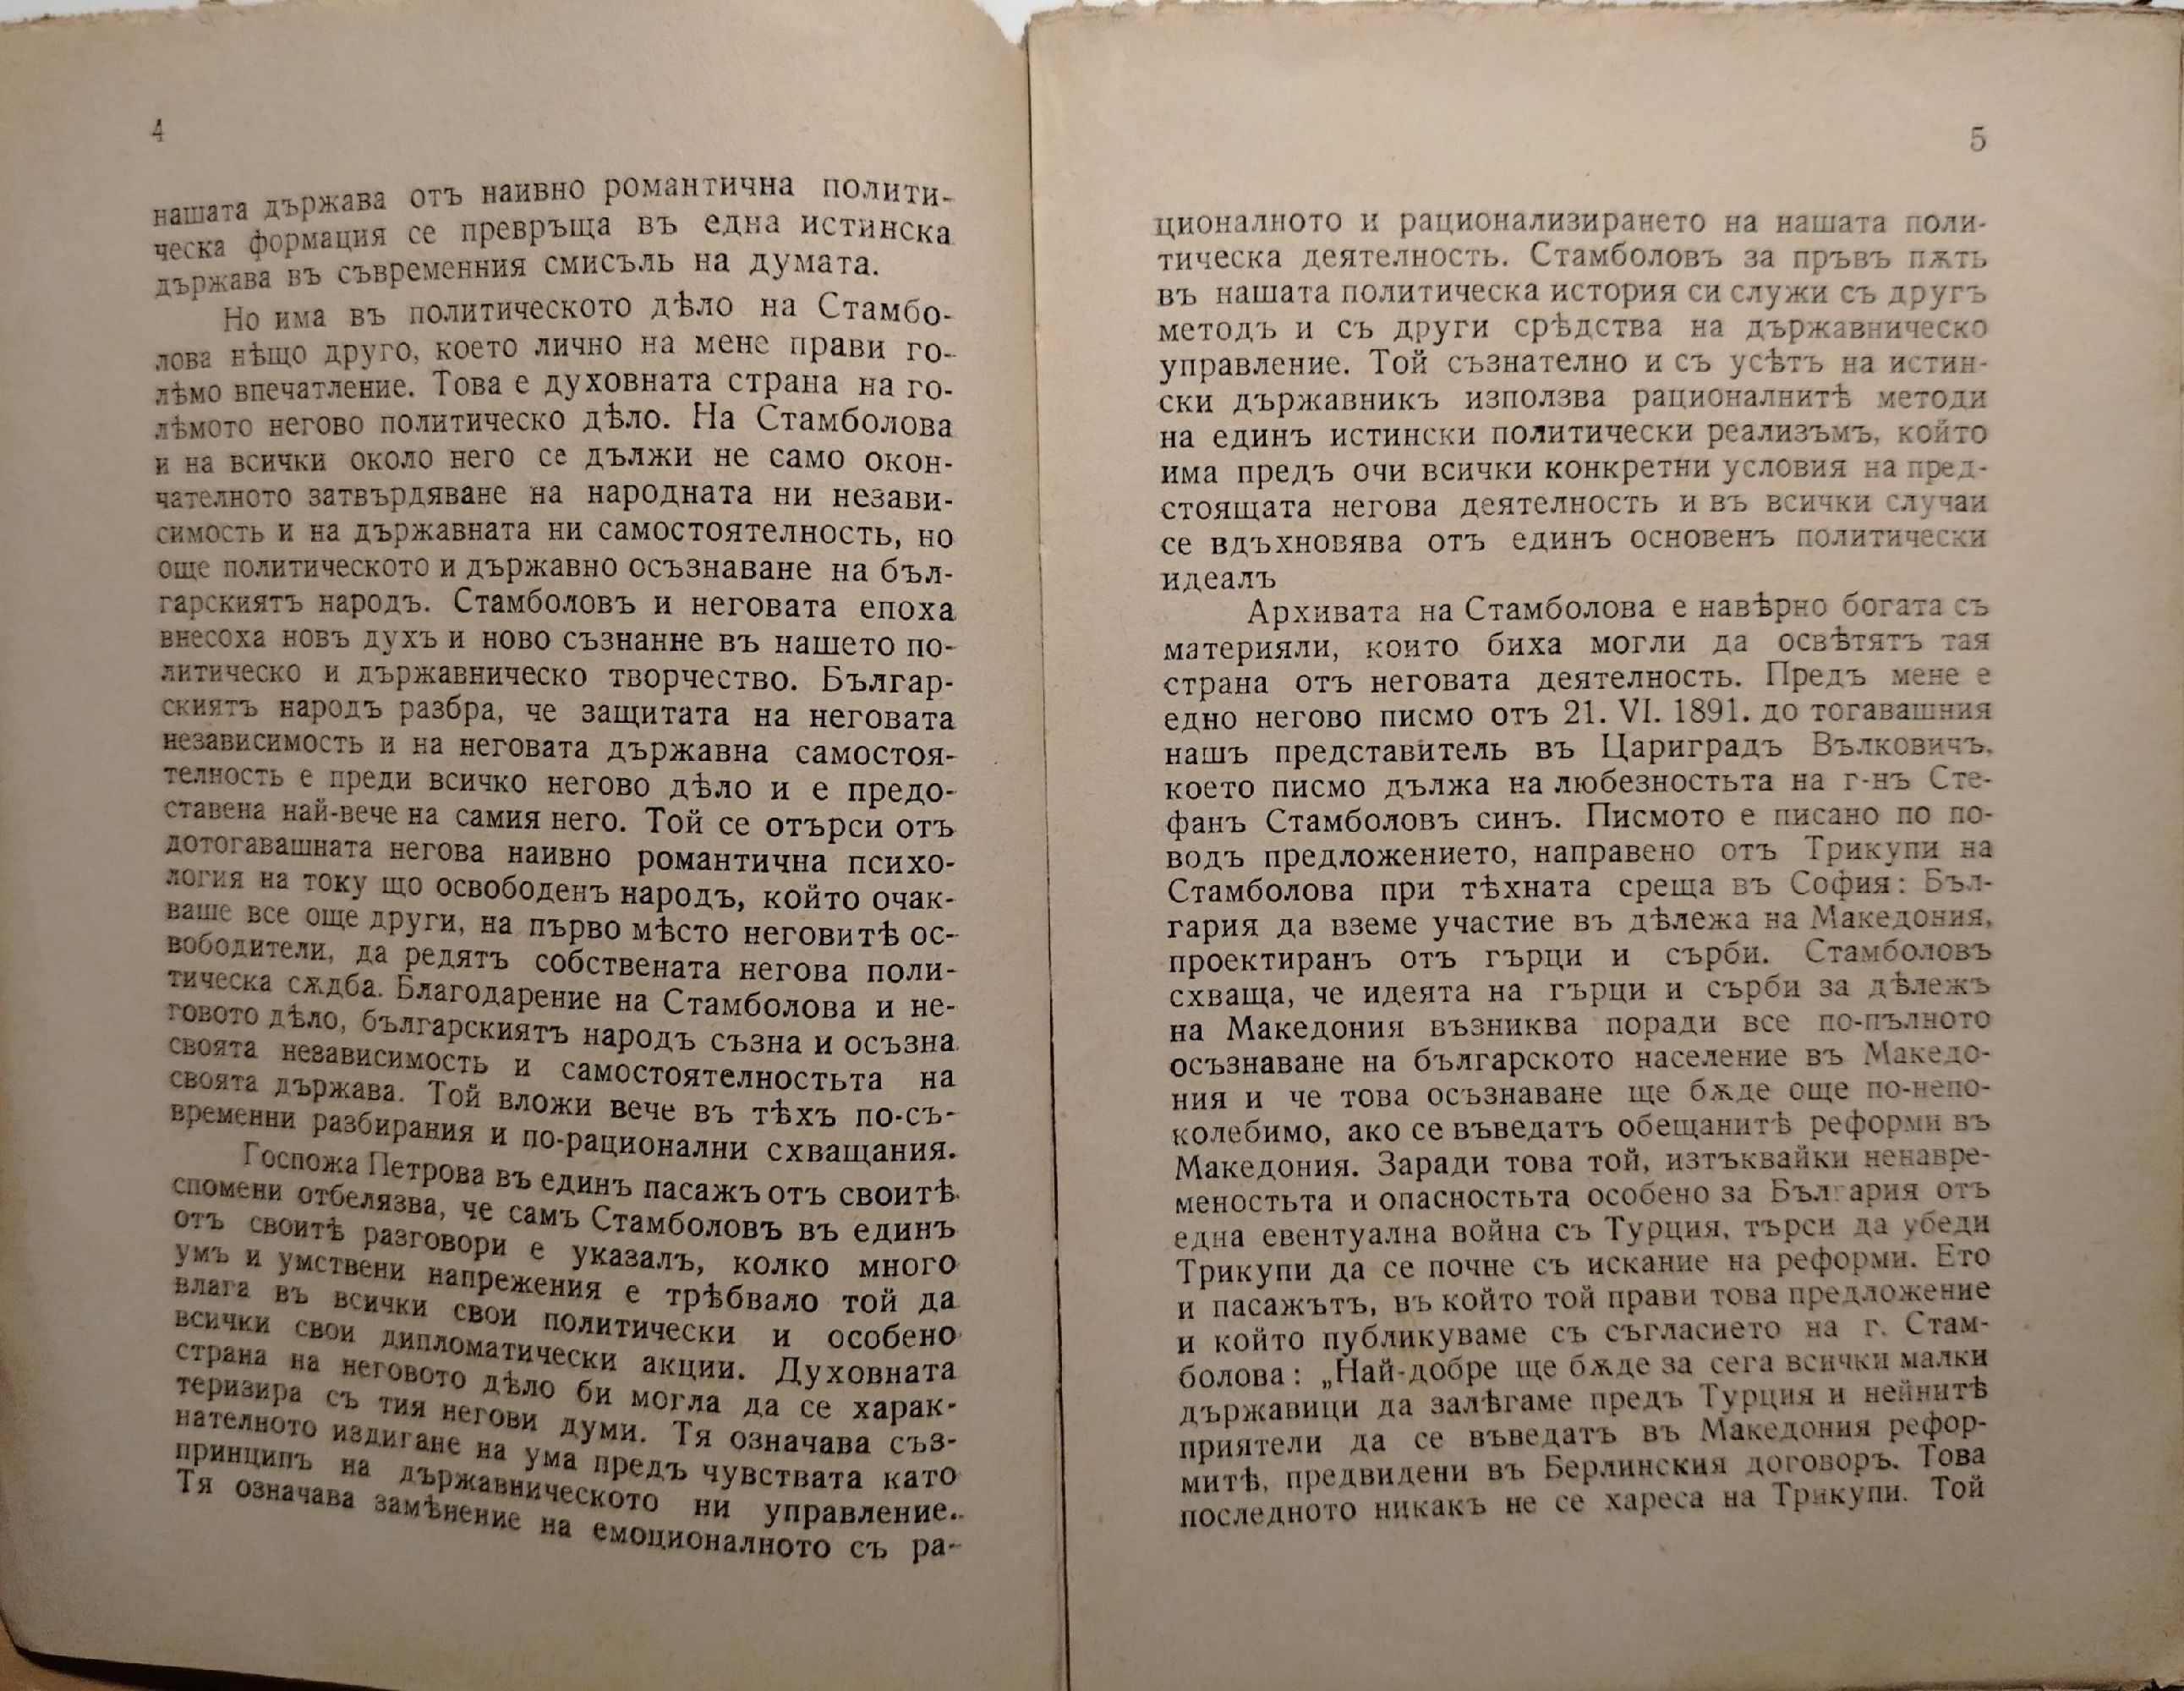 4
нашата държава отъ наивно романтична полити-
ческа формация се превръща въ една истинска
държава въ съвременния смисълъ на думата.
Но има въ политическото дѣло на Стамбо-
лова нѣщо друго, което лично на мене прави го-
лѣмо впечатление. Това е духовната страна на го-
лѣмото негово политическо дѣло. На Стамболова
и на всички около него се дължи не само окон-
чателното затвърдяване на народната ни незави-
симость и на държавната ни самостоятелность, но
още политическото и държавно осъзнаване на бъл-
гарскиятъ народъ. Стамболовъ и неговата епоха
внесоха новъ духъ и ново съзнанне въ нашето по-
литическо и държавническо творчество. Българ-
скиятъ народъ разбра, че защитата на неговата
независимость и на неговата държавна самостоя-
телность е преди всичко негово дѣло и е предо-
ставена най-вече на самия него. Той се отърси отъ
дотогавашната негова наивно романтична психо-
логия на току що освободенъ народъ, който очак-
ваше все още други, на първо мѣсто неговитѣ ос-
вободители, да редятъ собствената негова поли-
тическа сѫдба. Благодарение на Стамболова и не-
говото дѣло, българскиятъ народъ съзна и осъзна
своята независимость и самостоятелностьта на
своята държава. Той вложи вече въ тѣхъ по-съ-
временни разбирания и по-рационални схващания.
Госпожа Петрова въ единъ пасажъ отъ своитѣ
спомени отбелязва, че самъ Стамболовъ въ единъ
отъ своитѣ разговори е указалъ, колко много
умъ и умствени напрежения е трѣбвало той да
влага въ всички свои политически и особено
всички свои дипломатически акции. Духовната
страна на неговото дѣло би могла да се харак-
теризира съ тия негови думи. Тя означава съз-
нателното издигане на ума предъ чувствата като
принципъ на държавническото ни управление.
Тя означава замѣнение на емоционалното съ ра-
5
ционалното и рационализирането на нашата поли-
тическа деятелность. Стамболовъ за пръвъ пѫть
въ нашата политическа история си служи съ другъ
методъ и съ други срѣдства на държавническо
управление. Той съзнателно и съ усѣтъ на истин-
ски държавникъ използва рационалнитѣ методи
на единъ истински политически реализъмъ, който
има предъ очи всички конкретни условия на пред-
стоящата негова деятелность и въ всички случаи
се вдъхновява отъ единъ основенъ политически
идеалъ
Архивата на Стамболова е навѣрно богата съ
материяли, които биха могли да освѣтятъ тая
страна отъ неговата деятелность. Предъ мене е
едно негово писмо отъ 21. VI. 1891. до тогавашния
нашъ представитель въ Цариградъ Вълковичъ,
което писмо дължа на любезностьта на г-нъ Сте-
фанъ Стамболовъ синъ. Писмото е писано по по-
водъ предложението, направено отъ Трикупи на
Стамболова при тѣхната среща въ София: Бъл-
гария да вземе участие въ дѣлежа на Македония,
проектиранъ отъ гърци и сърби. Стамболовъ
схваща, че идеята на гърци и сърби за дѣлежъ
на Македония възниква поради все по-пълното
осъзнаване на българското население въ Македо-
ния и че това осъзнаване ще бѫде още по-непо-
колебимо, ако се въведатъ обещанитѣ реформи въ
Македония. Заради това той, изтъквайки ненавре-
меностьта и опасностьта особено за България отъ
една евентуална война съ Турция, търси да убеди
Трикупи да се почне съ искание на реформи. Ето
и пасажътъ, въ който той прави това предложение
и който публикуваме съ съгласието на г. Стам-
болова: „Най-добре ще бѫде за сега всички малки
държавици да залѣгаме предъ Турция и нейнитѣ
приятели да се въведатъ въ Македония рефор-
митѣ, предвидени въ Берлинския договоръ. Това
последното никакъ не се хареса на Трикупи. Той